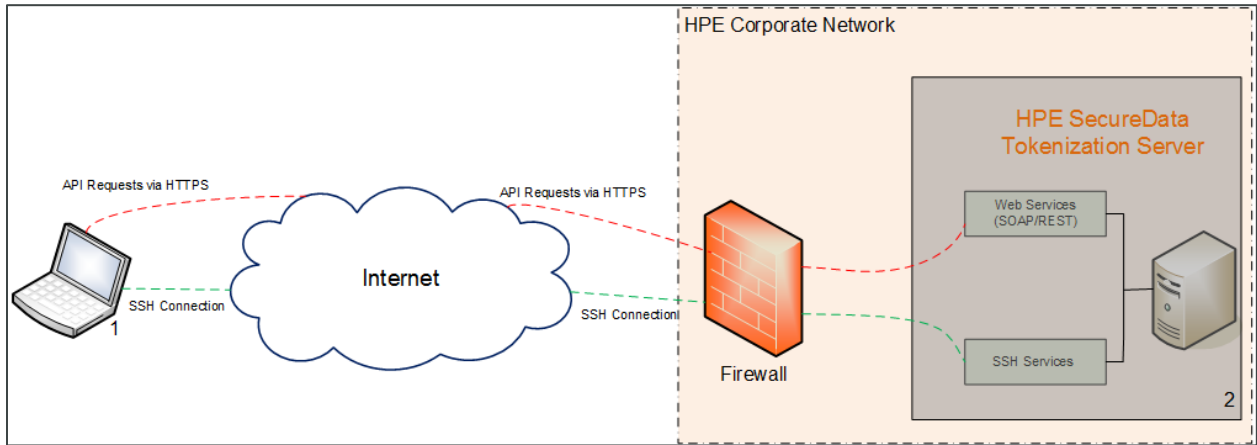 HPE Corporate Network
HPE SecureData
Tokenization Server
API Requests via HTTPS
API Requests via HTTPS
Web Services
(SOAP/REST)
Internet
SSH Connection
SSH Connection
1
SSH Services
Firewall
2